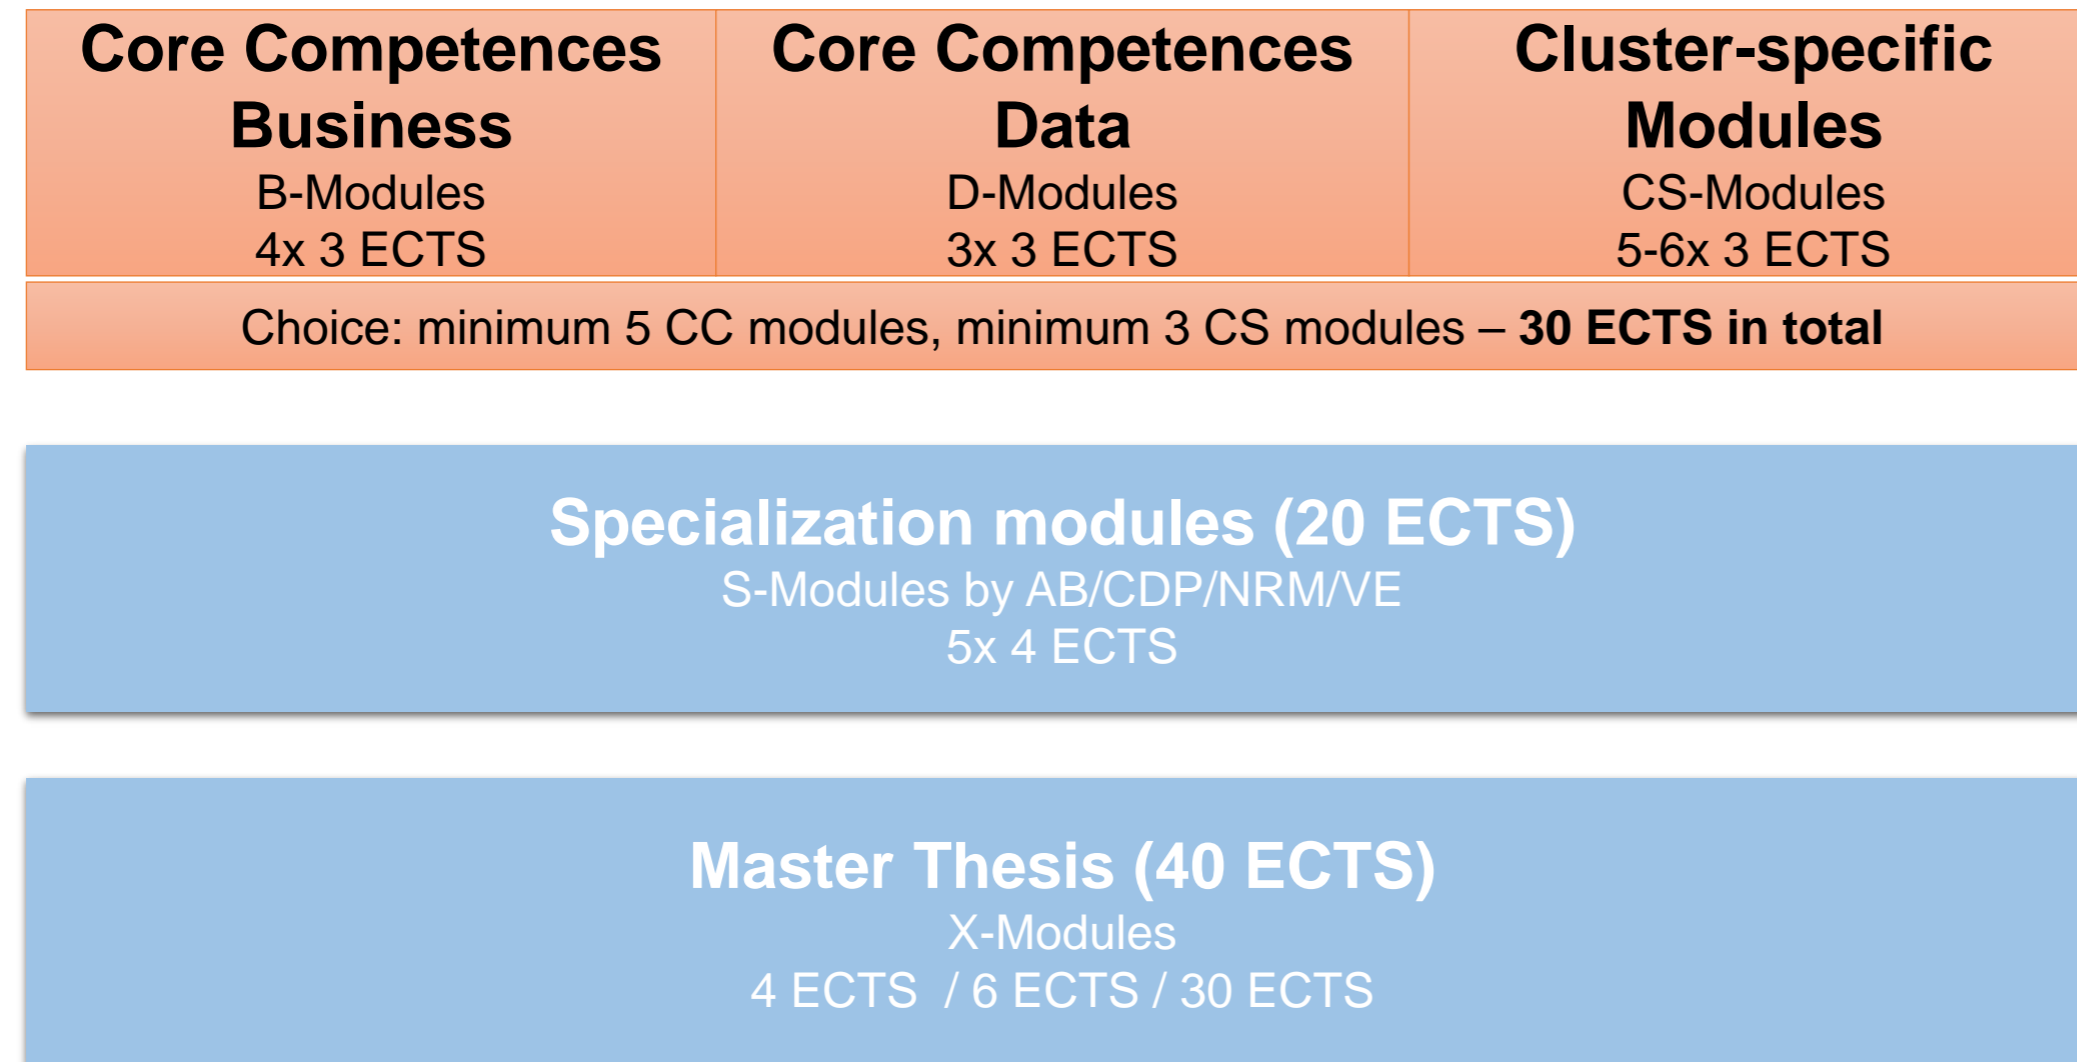 Core Competences
Business
B-Modules
4x 3 ECTS
Core Competences
Data
D-Modules
3x 3 ECTS
Cluster-specific
Modules
CS-Modules
5-6x 3 ECTS
Choice: minimum 5 CC modules, minimum 3 CS modules – 30 ECTS in total
Specialization modules (20 ECTS)
S-Modules by AB/CDP/NRM/VE
5x 4 ECTS
Master Thesis (40 ECTS)
X-Modules
4 ECTS / 6 ECTS / 30 ECTS